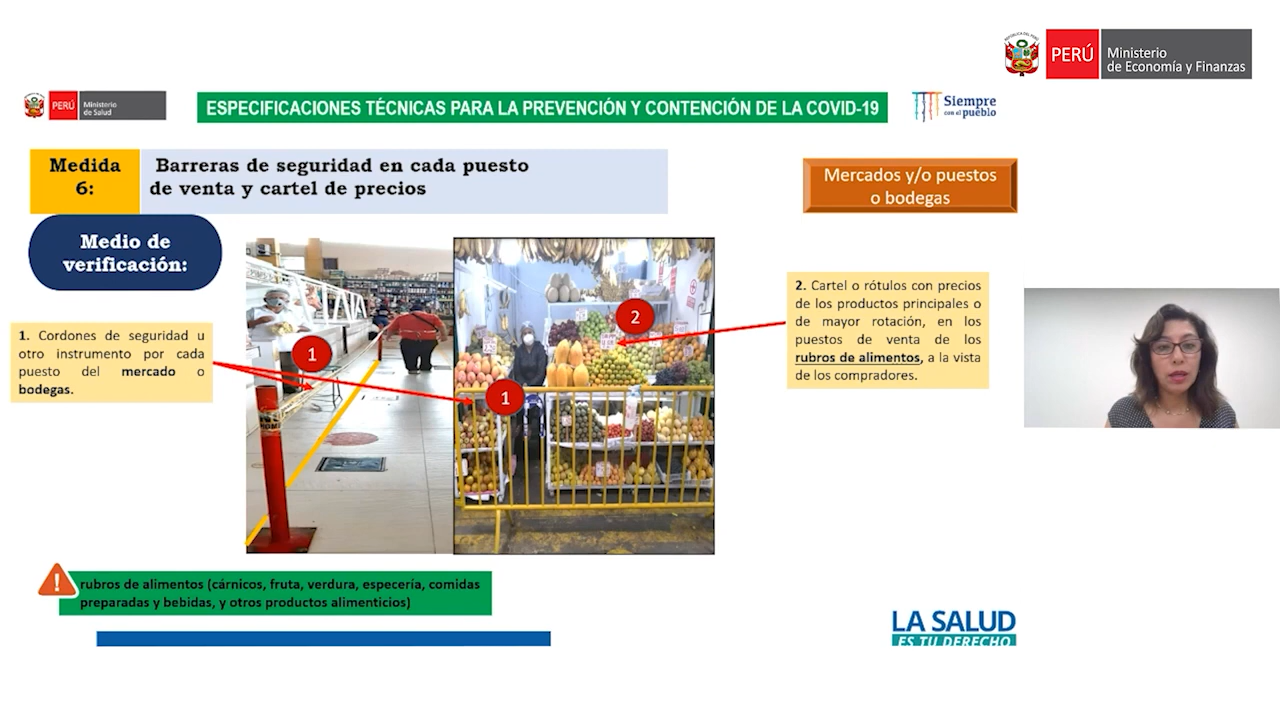 PERÚ
Ministerio
de Economía y Finanzas
PERÚ
Ministerio
de Salud
ESPECIFICACIONES TÉCNICAS PARA LA PREVENCIÓN Y CONTENCIÓN DE LA COVID-19
Siempre
con el pueblo
Medida
6:
Barreras de seguridad en cada puesto
de venta y cartel de precios
Mercados y/o puestos
o bodegas
Medio de
verificación:
1. Cordones de seguridad u
otro instrumento por cada
puesto del mercado o
bodegas.
1
1
2
2. Cartel o rótulos con precios
de los productos principales o
de mayor rotación, en los
puestos de venta de los
rubros de alimentos, a la vista
de los compradores.
rubros de alimentos (cárnicos, fruta, verdura, especería, comidas
preparadas y bebidas, y otros productos alimenticios)
LA SALUD
ES TU DERECHO